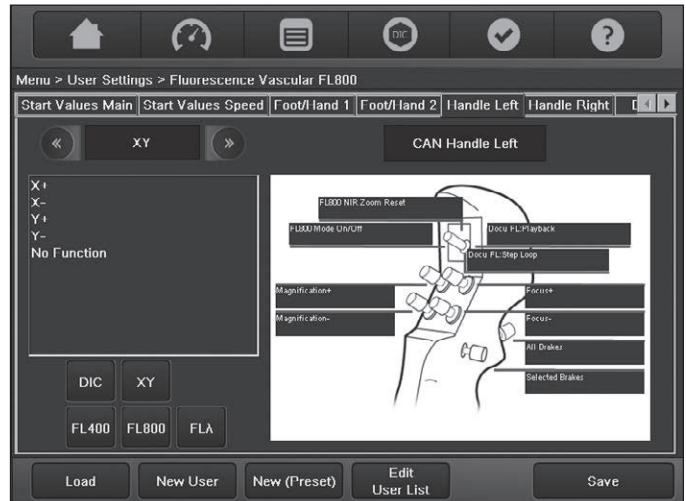 DIC
?
Menu > User Settings > Fluorescence Vascular FL800
Start Values Main
Start Values Speed
Foot/Hand 1
Foot/Hand 2
Handle Left
Handle Right
«
XY
»
CAN Handle Left
X+
X-
Y+
Y-
No Function
FL800 NIR Zoom Reset
FL800 Mode On/Off
Docu FL:Playback
Docu FL:Step Loop
Magnification+
Magnification-
Focus+
Focus-
All Brakes
Selected Brakes
DIC
XY
FL400
FL800
FLλ
Load
New User
New (Preset)
Edit
User List
Save